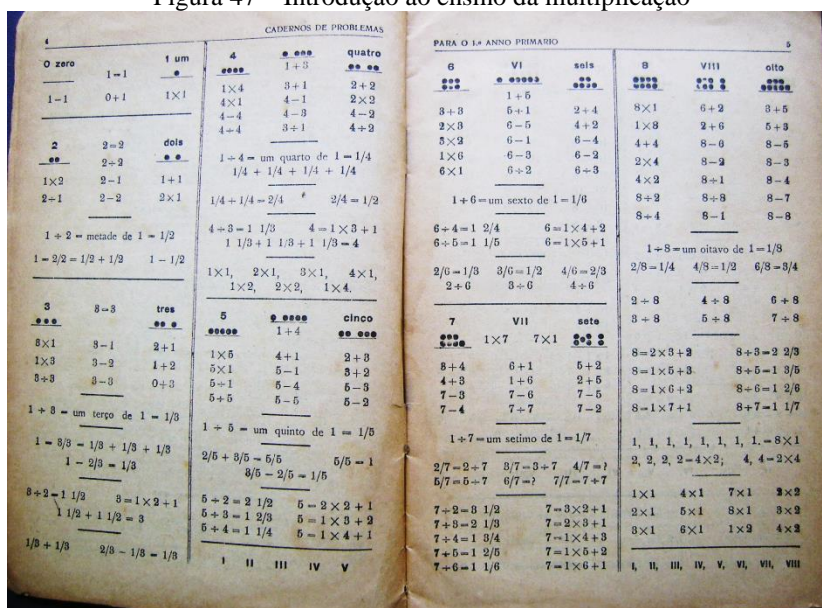 Figura 47 – Introdução ao ensino da multiplicação
4
CADERNOS DE PROBLEMAS
0 zero 1 um
1=1
1-1 0+1 1×1
2 2=2 dois
2÷2
1×2 2-1 1+1
2÷1 2-2 2×1
1 ÷ 2 = metade de 1 = 1/2
1 = 2/2 = 1/2 + 1/2 1 - 1/2
3 3=3 tres
3×1 3-1 2+1
1×3 3-2 1+2
3÷3 3-3 0+3
1 ÷ 3 = um terço de 1 = 1/3
1 = 3/3 = 1/3 + 1/3 + 1/3
1 - 2/3 = 1/3
3÷2=1 1/2 3=1×2+1
1 1/2 + 1 1/2 = 3
1/3 + 1/3 2/3 - 1/3 = 1/3
4 quatro
1+3
1×4 3+1 2+2
4×1 4-1 2×2
4-4 4-3 4-2
4÷4 3÷1 4÷2
1 ÷ 4 = um quarto de 1 = 1/4
1/4 + 1/4 + 1/4 + 1/4
1/4 + 1/4 = 2/4 2/4 = 1/2
4÷3=1 1/3 4=1×3+1
1 1/3 + 1 1/3 + 1 1/3 = 4
1×1, 2×1, 3×1, 4×1,
1×2, 2×2, 1×4.
5 cinco
1+4
1×5 4+1 2+3
5×1 5-1 3+2
5÷1 5-4 5-3
5÷5 5-5 5-2
1 ÷ 5 = um quinto de 1 = 1/5
2/5 + 3/5 = 5/5 5/5 = 1
3/5 - 2/5 = 1/5
5÷2=2 1/2 5=2×2+1
5÷3=1 2/3 5=1×3+2
5÷4=1 1/4 5=1×4+1
I II III IV V
PARA O 1.º ANNO PRIMARIO
5
6 VI seis
1+5
3+3 5+1 2+4
2×3 6-5 4+2
3×2 6-1 6-4
1×6 6-3 6-2
6×1 6÷2 6÷3
1÷6=um sexto de 1=1/6
6÷4=1 2/4 6=1×4+2
6÷5=1 1/5 6=1×5+1
2/6=1/3 3/6=1/2 4/6=2/3
2÷6 3÷6 4÷6
7 VII sete
1×7 7×1
3+4 6+1 5+2
4+3 1+6 2+5
7-3 7-6 7-5
7-4 7÷7 7-2
1÷7=um setimo de 1=1/7
2/7=2÷7 3/7=3÷7 4/7=?
5/7=5÷7 6/7=? 7/7=7÷7
7÷2=3 1/2 7=3×2+1
7÷3=2 1/3 7=2×3+1
7÷4=1 3/4 7=1×4+3
7÷5=1 2/5 7=1×5+2
7÷6=1 1/6 7=1×6+1
8 VIII oito
8×1 6+2 3+5
1×8 2+6 5+3
4+4 8-6 8-5
2×4 8-2 8-3
4×2 8÷1 8-4
8÷2 8÷8 8-7
8÷4 8-1 8-8
1÷8=um oitavo de 1=1/8
2/8=1/4 4/8=1/2 6/8=3/4
2÷8 4÷8 6÷8
3÷8 5÷8 7÷8
8=2×3+2 8÷3=2 2/3
8=1×5+3 8÷5=1 3/5
8=1×6+2 8÷6=1 2/6
8=1×7+1 8÷7=1 1/7
1, 1, 1, 1, 1, 1, 1, 1.=8×1
2, 2, 2, 2=4×2; 4, 4=2×4
1×1 4×1 7×1 2×2
2×1 5×1 8×1 3×2
3×1 6×1 1×2 4×2
I, II, III, IV, V, VI, VII, VIII